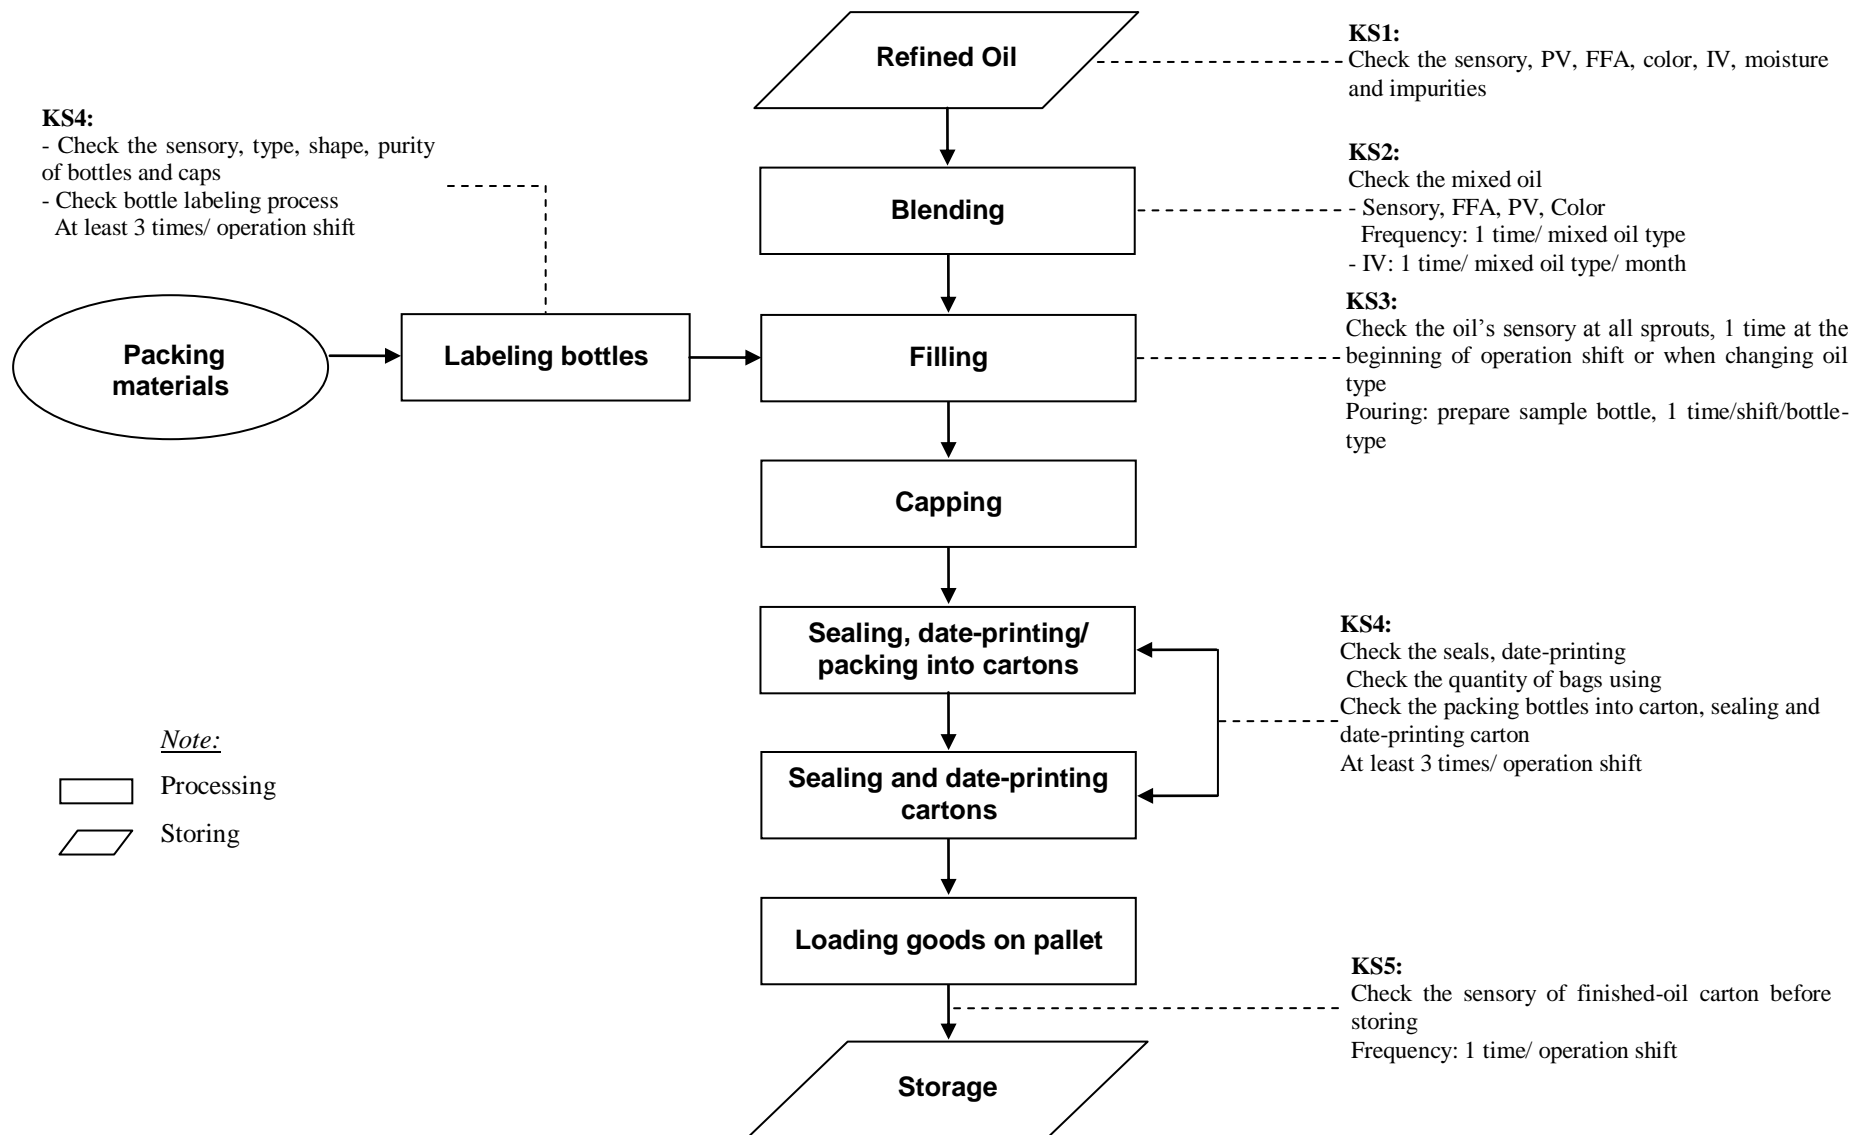 Refined Oil
KS1:
Check the sensory, PV, FFA, color, IV, moisture
and impurities
KS4:
- Check the sensory, type, shape, purity
of bottles and caps
- Check bottle labeling process
At least 3 times/ operation shift
KS2:
Check the mixed oil
- Sensory, FFA, PV, Color
Frequency: 1 time/ mixed oil type
- IV: 1 time/ mixed oil type/ month
Blending
KS3:
Check the oil’s sensory at all sprouts, 1 time at the
beginning of operation shift or when changing oil
type
Pouring: prepare sample bottle, 1 time/shift/bottle-
type
Packing
materials
Labeling bottles
Filling
Capping
Sealing, date-printing/
packing into cartons
KS4:
Check the seals, date-printing
Check the quantity of bags using
Check the packing bottles into carton, sealing and
date-printing carton
At least 3 times/ operation shift
Note:
Processing
Storing
Sealing and date-printing
cartons
Loading goods on pallet
KS5:
Check the sensory of finished-oil carton before
storing
Frequency: 1 time/ operation shift
Storage